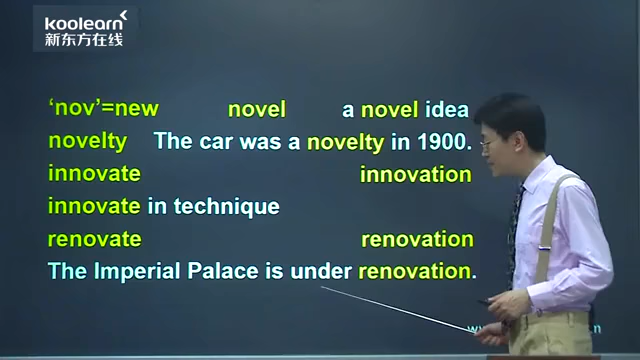 koolearn
新东方在线
‘nov’=new novel a novel idea
novelty The car was a novelty in 1900.
innovate innovation
innovate in technique
renovate renovation
The Imperial Palace is under renovation.